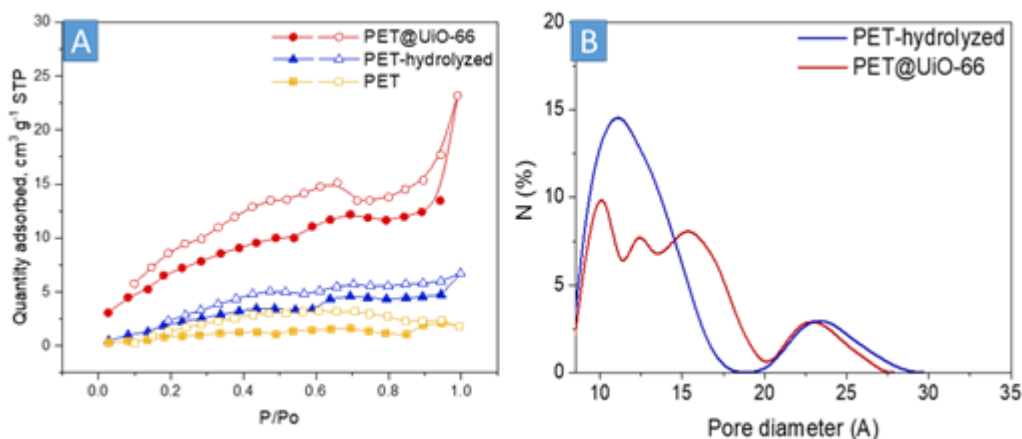 A
PET@UiO-66
PET-hydrolyzed
PET
Quantity adsorbed, cm³ g⁻¹ STP
30
25
20
15
10
5
0
0.0 0.2 0.4 0.6 0.8 1.0
P/Po
B
PET-hydrolyzed
PET@UiO-66
N (%)
20
15
10
5
0
10 15 20 25 30 35
Pore diameter (A)